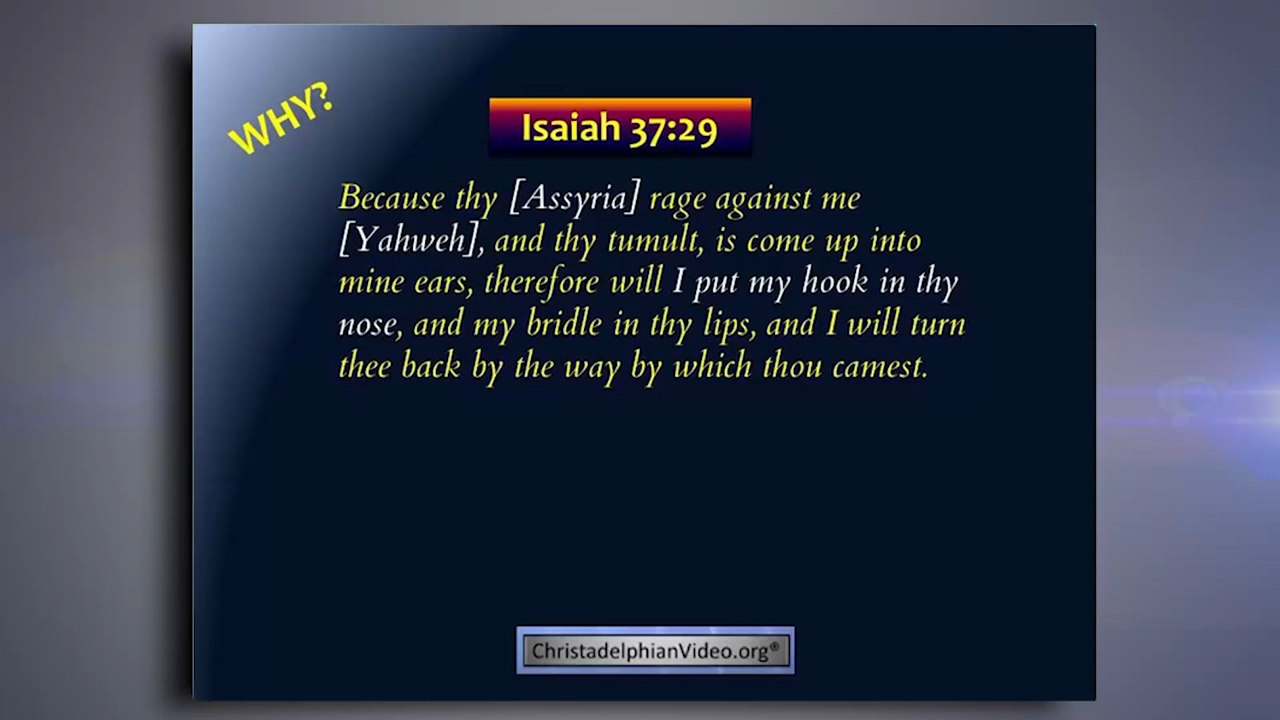 WHY?
Isaiah 37:29
Because thy [Assyria] rage against me
[Yahweh], and thy tumult, is come up into
mine ears, therefore will I put my hook in thy
nose, and my bridle in thy lips, and I will turn
thee back by the way by which thou camest.
ChristadelphianVideo.org®